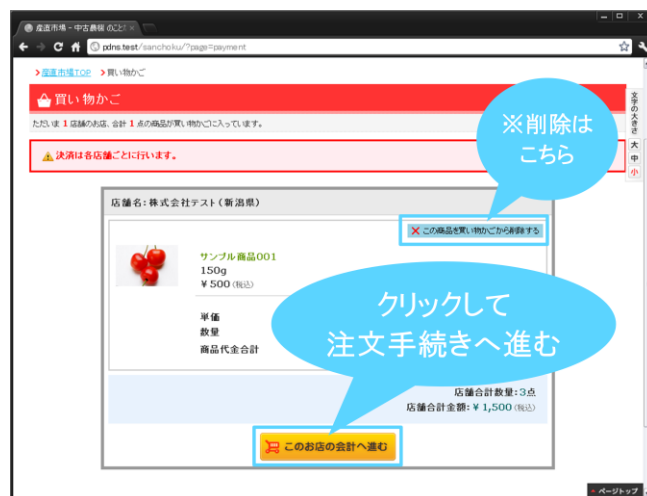 産直市場 - 中古農機 のこと
pdns.test/sanchoku/?page=payment
>産直市場TOP >買い物かご
買い物かご
ただいま 1 店舗のお店、合計 1 点の商品が買い物かごに入っています。
決済は各店舗ごとに行います。
※削除は
こちら
文字の大きさ
大
中
小
店舗名：株式会社テスト（新潟県）
この商品を買い物かごから削除する
サンプル商品001
150g
¥ 500 (税込)
クリックして
注文手続きへ進む
単価
数量
商品代金合計
店舗合計数量：3点
店舗合計金額：¥ 1,500 (税込)
このお店の会計へ進む
ページトップ